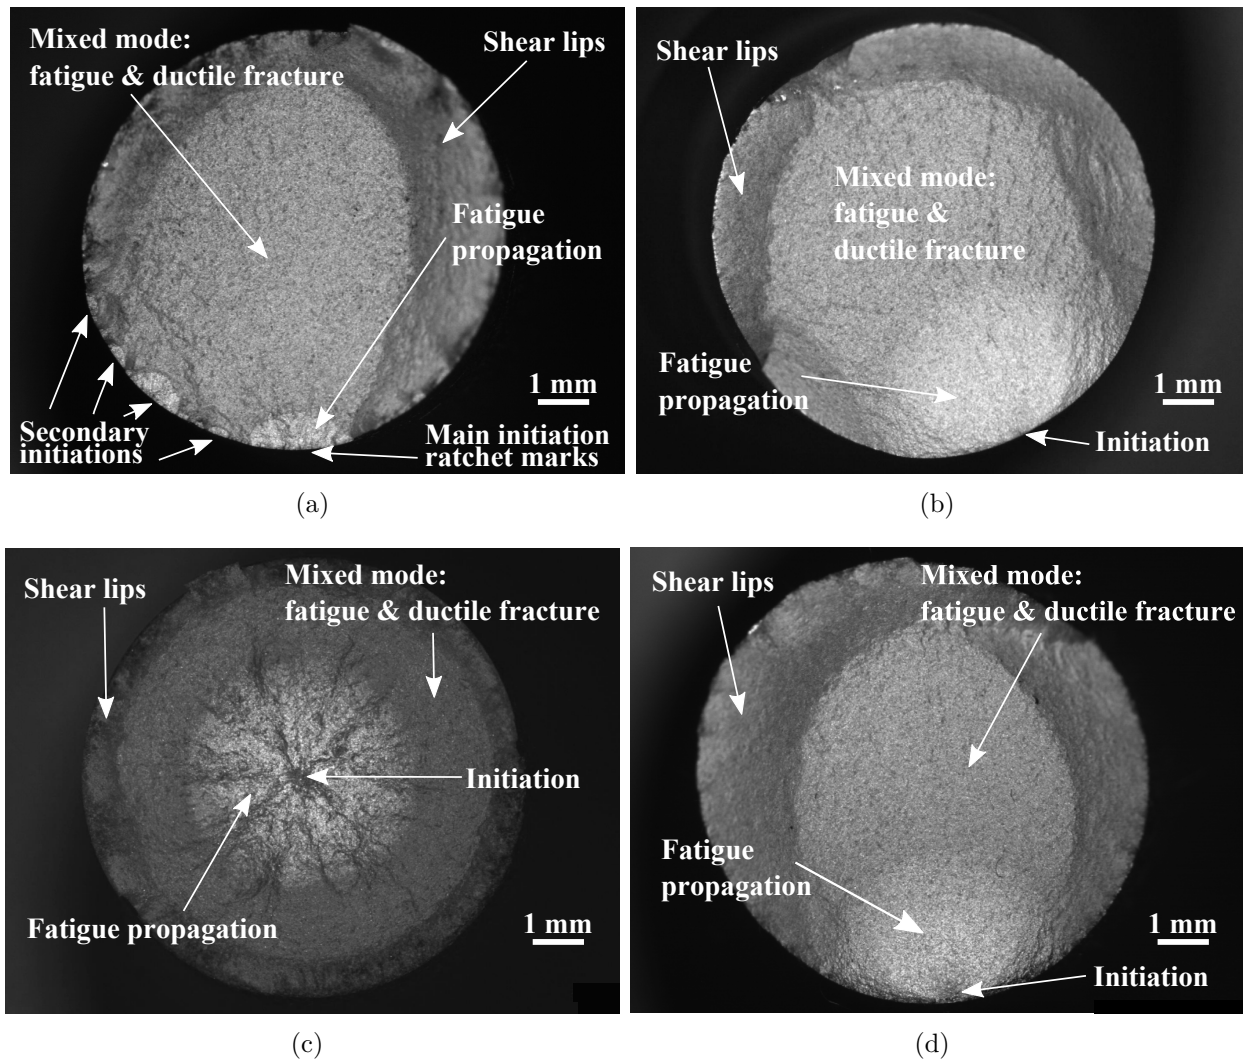 Mixed mode:
fatigue & ductile fracture
Shear lips
Fatigue
propagation
Secondary
initiations
1 mm
Main initiation
ratchet marks
(a)
Shear lips
Mixed mode:
fatigue &
ductile fracture
Fatigue
propagation
1 mm
Initiation
(b)
Shear lips
Mixed mode:
fatigue & ductile fracture
Initiation
Fatigue propagation
1 mm
(c)
Shear lips
Mixed mode:
fatigue & ductile fracture
Fatigue
propagation
1 mm
Initiation
(d)